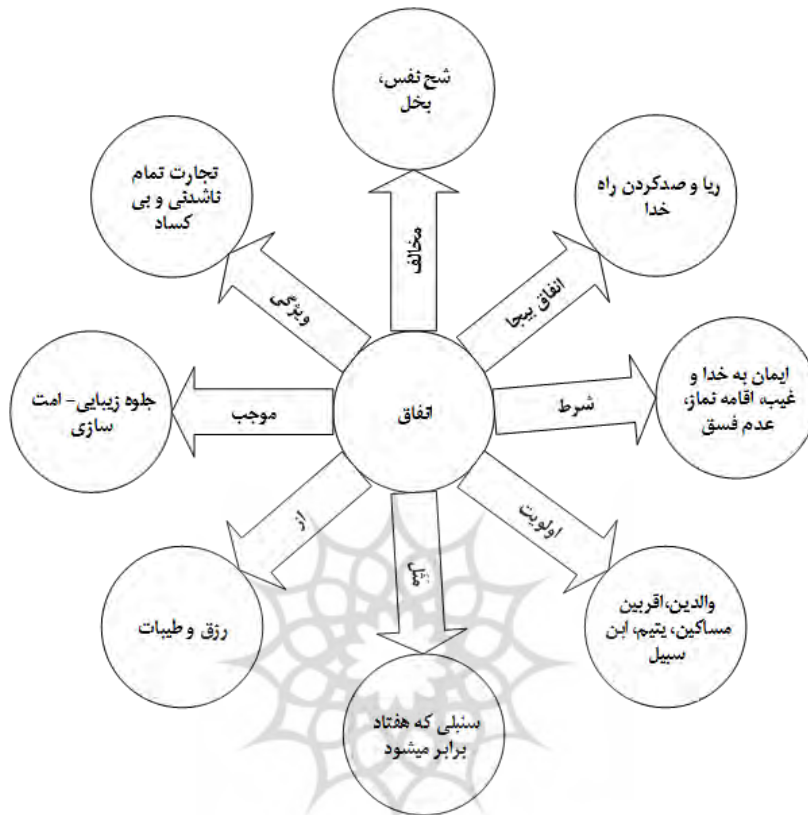 شح نفس،
بخل
مخالف
ریا و صدکردن راه
خدا
انفاق بیجا
تجارت تمام
ناشدنی و بی
کساد
ویژگی
ایمان به خدا و
غیب، اقامه نماز،
عدم فسق
شرط
انفاق
موجب
جلوه زیبایی- امت
سازی
اولویت
والدین،اقربین
مساکین، یتیم، ابن
سبیل
مثل
سنبلی که هفتاد
برابر میشود
از
رزق و طیبات